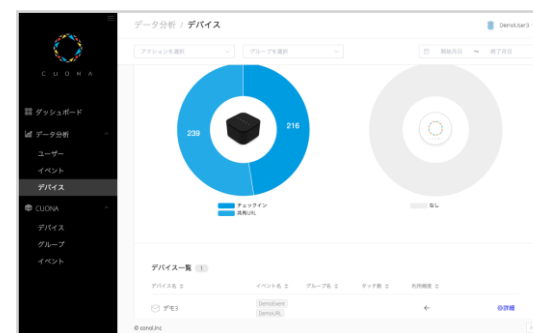 データ分析 / デバイス
DemoUser3
アクションを選択
グループを選択
開始月日 → 終了月日
CUONA
ダッシュボード
データ分析
ユーザー
イベント
デバイス
CUONA
デバイス
グループ
イベント
239
216
チェックイン
共有URL
なし
デバイス一覧 1
デバイス名 イベント名 グループ名 タッチ数 利用頻度
デモ3
DemoEvent
DemoURL
詳細